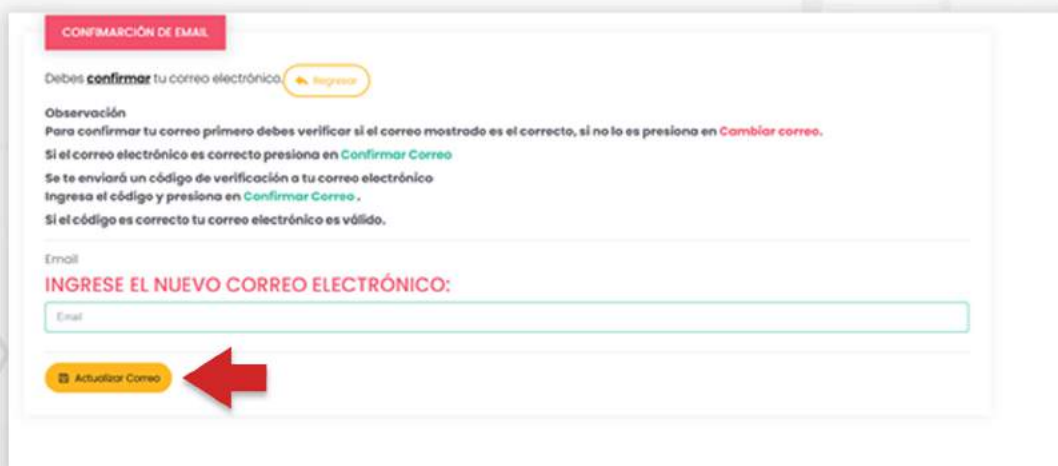 CONFIMARCIÓN DE EMAIL
Debes confirmar tu correo electrónico. Regresar
Observación
Para confirmar tu correo primero debes verificar si el correo mostrado es el correcto, si no lo es presiona en Cambiar correo.
Si el correo electrónico es correcto presiona en Confirmar Correo
Se te enviará un código de verificación a tu correo electrónico
Ingresa el código y presiona en Confirmar Correo .
Si el código es correcto tu correo electrónico es válido.
Email
INGRESE EL NUEVO CORREO ELECTRÓNICO:
Email
Actualizar Correo